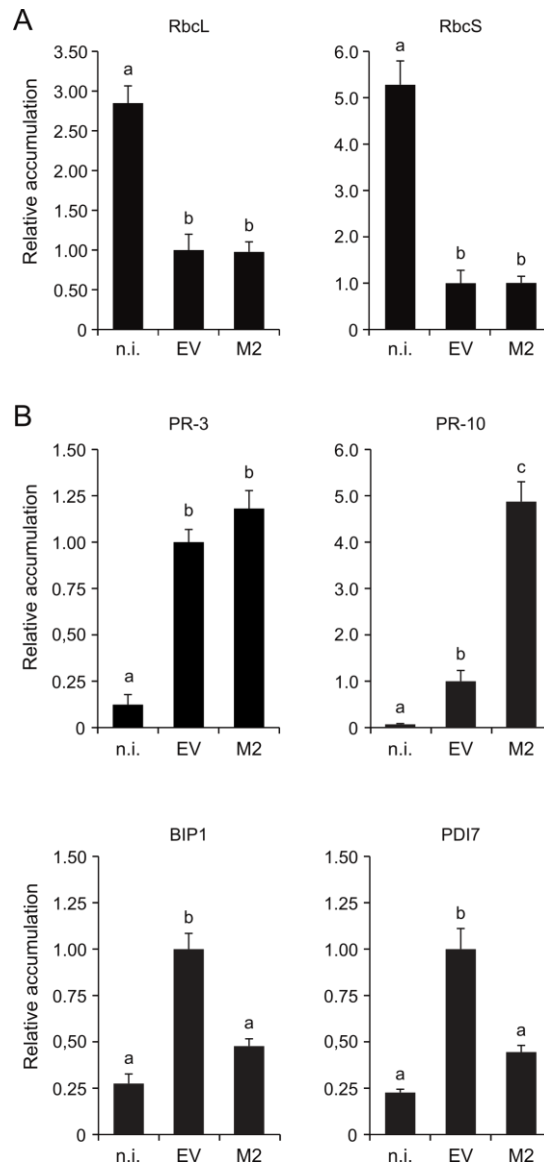 A
RbcL
RbcS
Relative accumulation
3.50
3.00
2.50
2.00
1.50
1.00
0.50
0
a
b
b
n.i.
EV
M2
6.0
5.0
4.0
3.0
2.0
1.0
0
a
b
b
n.i.
EV
M2
B
PR-3
PR-10
Relative accumulation
1.50
1.25
1.00
0.75
0,50
0.25
0
a
b
b
n.i.
EV
M2
6.0
5.0
4.0
3.0
2.0
1.0
0
a
b
c
n.i.
EV
M2
BIP1
PDI7
Relative accumulation
1.50
1.25
1.00
0.75
0,50
0.25
0
a
b
a
n.i.
EV
M2
1.50
1.25
1.00
0.75
0,50
0.25
0
a
b
a
n.i.
EV
M2